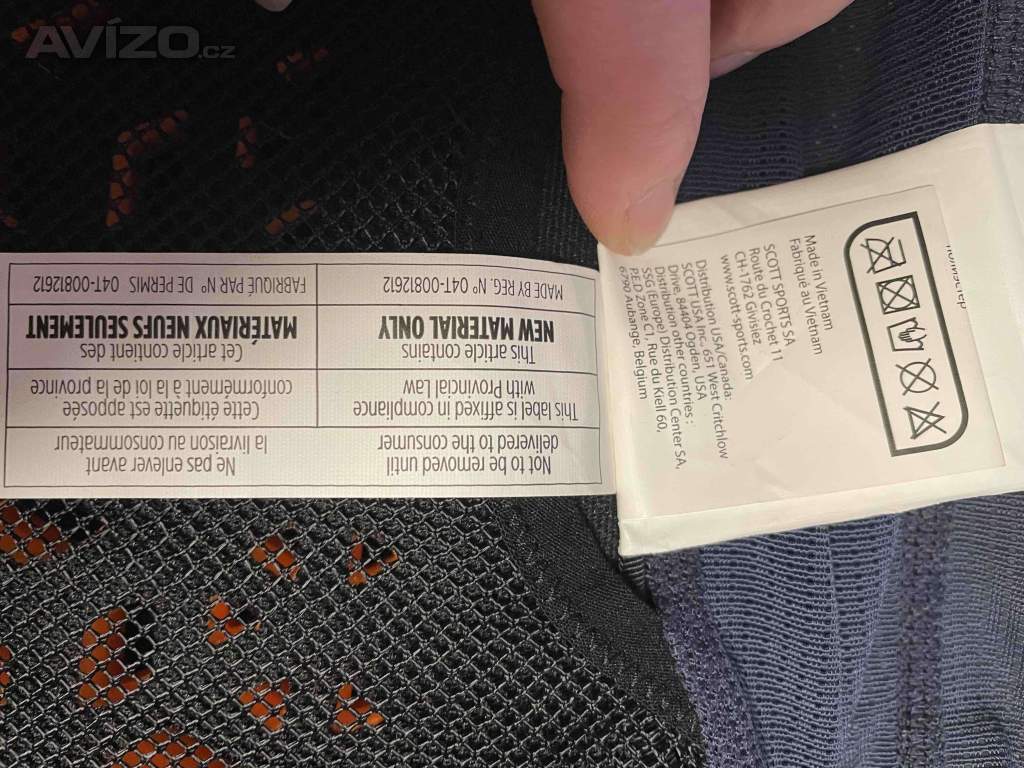 AVÍZO.cz
Not to be removed until
delivered to the consumer
Ne pas enlever avant
la livraison au consommateur
This label is affixed in compliance
with Provincial Law
Cette étiquette est apposée
conformément à la loi de la province
This article contains
NEW MATERIAL ONLY
Cet article contient des
MATÉRIAUX NEUFS SEULEMENT
MADE BY REG. Nº 04T-00812612
FABRIQUÉ PAR Nº DE PERMIS 04T-00812612
Made in Vietnam
Fabriqué au Vietnam
SCOTT SPORTS SA
Route du Crochet 11
CH-1762 Givisiez
www.scott-sports.com
Distribution USA/Canada:
SCOTT USA Inc., 651 West Critchlow
Drive, 84404 Ogden, USA
Distribution other countries :
SSG (Europe) Distribution Center SA,
P.E.D Zone C1, Rue du Kiell 60,
6790 Aubange, Belgium